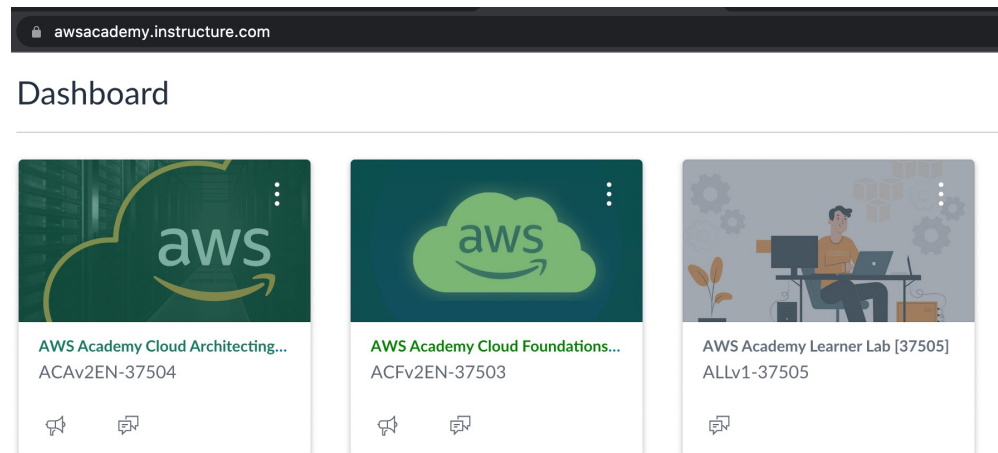 awsacademy.instructure.com
Dashboard
aws
AWS Academy Cloud Architecting...
ACAv2EN-37504
aws
AWS Academy Cloud Foundations...
ACFv2EN-37503
AWS Academy Learner Lab [37505]
ALLv1-37505